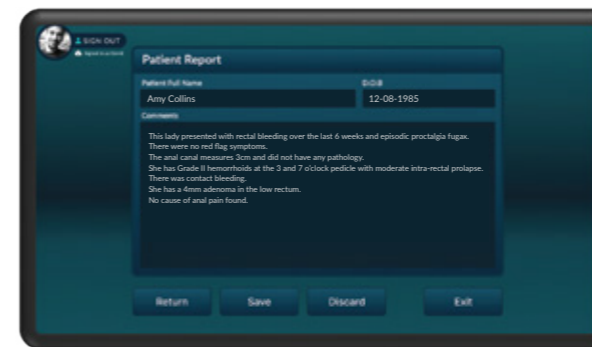 SIGN OUT
Patient Report
Patient Full Name
D.O.B
Amy Collins
12-08-1985
Comments
This lady presented with rectal bleeding over the last 6 weeks and episodic proctalgia fugax.
There were no red flag symptoms.
The anal canal measures 3cm and did not have any pathology.
She has Grade II hemorrhoids at the 3 and 7 o'clock pedicle with moderate intra-rectal prolapse.
There was contact bleeding.
She has a 4mm adenoma in the low rectum.
No cause of anal pain found.
Return
Save
Discard
Exit